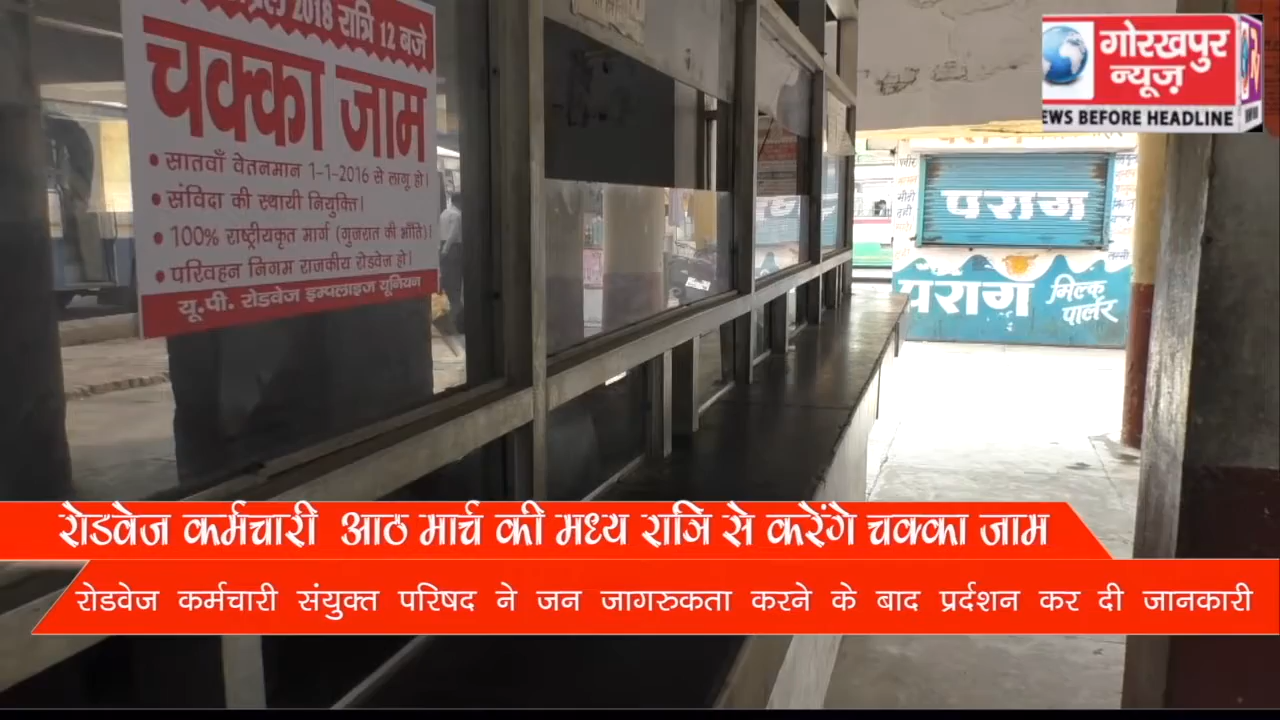 2018 रात्रि 12 बजे
चक्का जाम
• सातवाँ वेतनमान 1-1-2016 से लागू हो।
• संविदा की स्थायी नियुक्ति।
• 100% राष्ट्रीयकृत मार्ग (गुजरात की भाँति)।
• परिवहन निगम राजकीय रोडवेज हो।
यू.पी. रोडवेज इम्पलाइज यूनियन
गोरखपुर
न्यूज़
EWS BEFORE HEADLINE
पराग
पराग मिल्क
पार्लर
रोडवेज कर्मचारी आठ मार्च की मध्य रात्रि से करेंगे चक्का जाम
रोडवेज कर्मचारी संयुक्त परिषद ने जन जागरुकता करने के बाद प्रर्दशन कर दी जानकारी